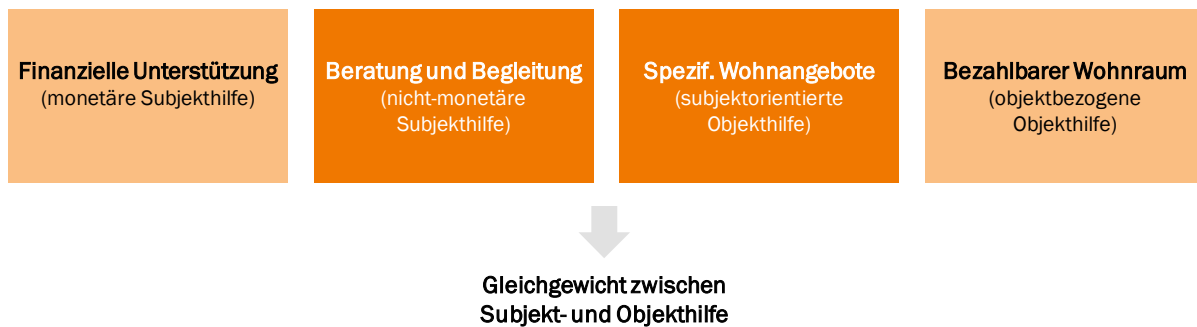 Finanzielle Unterstützung
(monetäre Subjekthilfe)
Beratung und Begleitung
(nicht-monetäre
Subjekthilfe)
Spezif. Wohnangebote
(subjektorientierte
Objekthilfe)
Bezahlbarer Wohnraum
(objektbezogene
Objekthilfe)
Gleichgewicht zwischen
Subjekt- und Objekthilfe